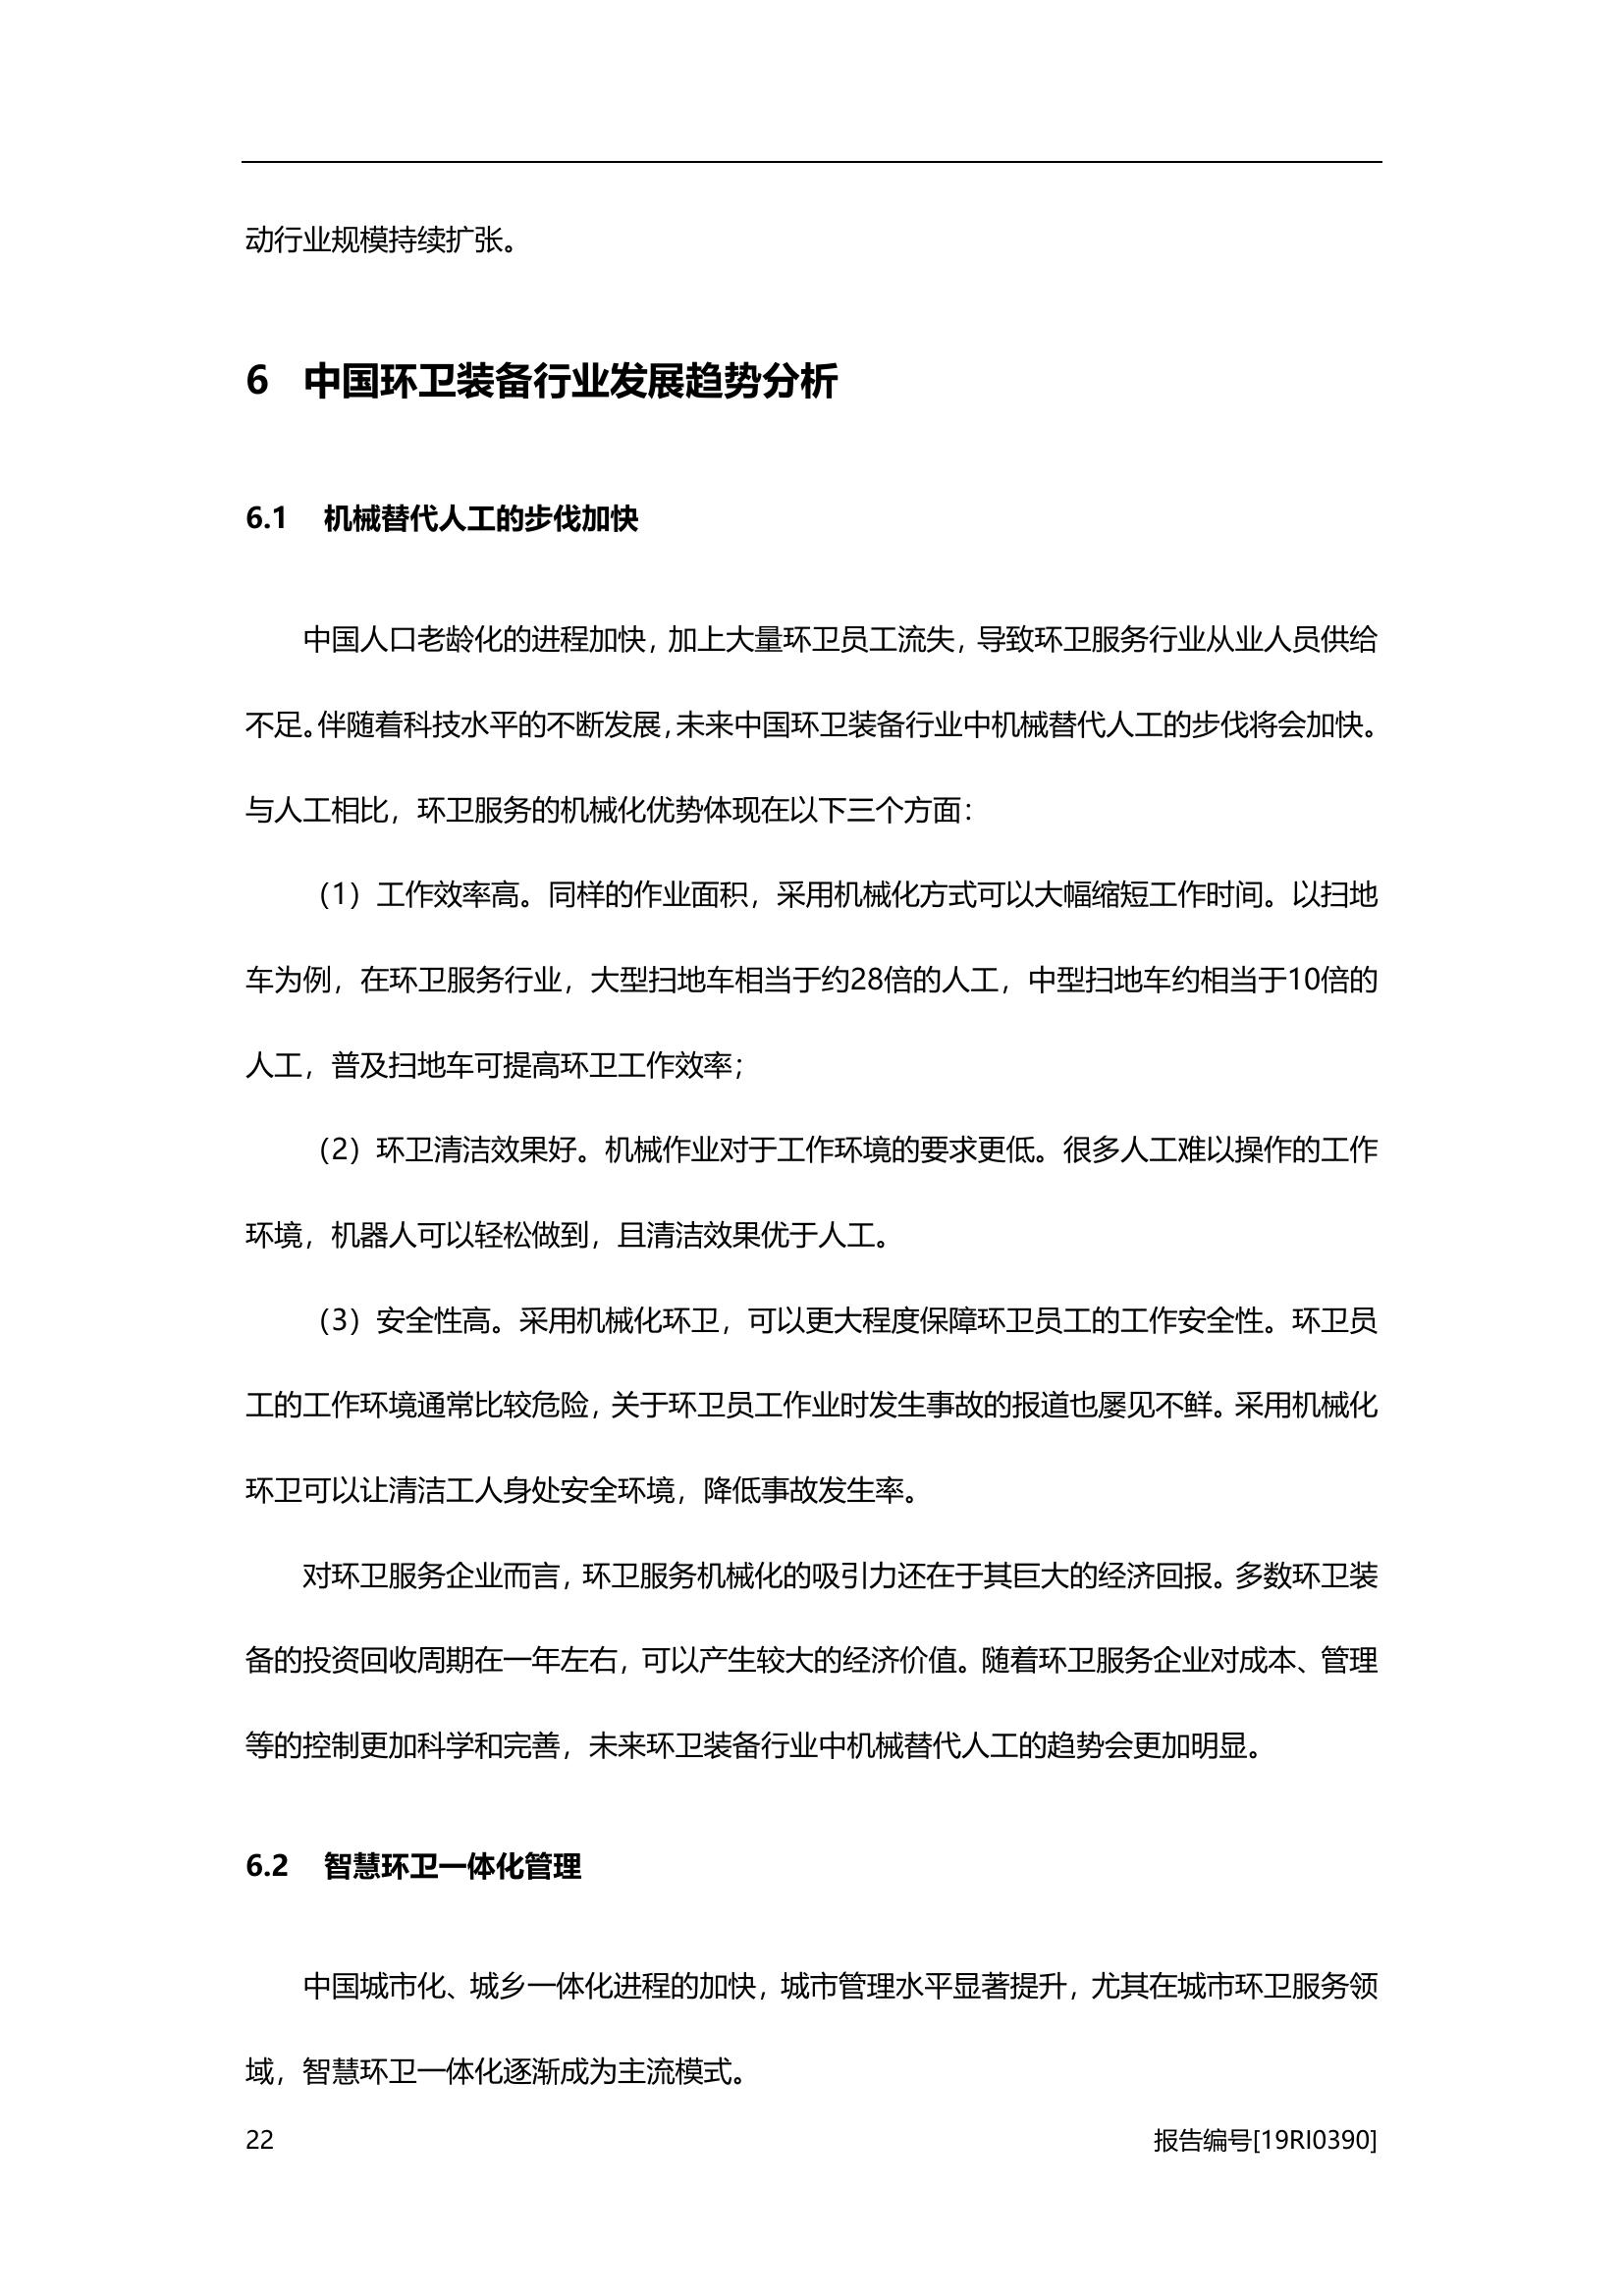 动行业规模持续扩张。
6 中国环卫装备行业发展趋势分析
6.1 机械替代人工的步伐加快
中国人口老龄化的进程加快，加上大量环卫员工流失，导致环卫服务行业从业人员供给
不足。伴随着科技水平的不断发展，未来中国环卫装备行业中机械替代人工的步伐将会加快。
与人工相比，环卫服务的机械化优势体现在以下三个方面：
（1）工作效率高。同样的作业面积，采用机械化方式可以大幅缩短工作时间。以扫地
车为例，在环卫服务行业，大型扫地车相当于约28倍的人工，中型扫地车约相当于10倍的
人工，普及扫地车可提高环卫工作效率；
（2）环卫清洁效果好。机械作业对于工作环境的要求更低。很多人工难以操作的工作
环境，机器人可以轻松做到，且清洁效果优于人工。
（3）安全性高。采用机械化环卫，可以更大程度保障环卫员工的工作安全性。环卫员
工的工作环境通常比较危险，关于环卫员工作业时发生事故的报道也屡见不鲜。采用机械化
环卫可以让清洁工人身处安全环境，降低事故发生率。
对环卫服务企业而言，环卫服务机械化的吸引力还在于其巨大的经济回报。多数环卫装
备的投资回收周期在一年左右，可以产生较大的经济价值。随着环卫服务企业对成本、管理
等的控制更加科学和完善，未来环卫装备行业中机械替代人工的趋势会更加明显。
6.2 智慧环卫一体化管理
中国城市化、城乡一体化进程的加快，城市管理水平显著提升，尤其在城市环卫服务领
域，智慧环卫一体化逐渐成为主流模式。
22 报告编号[19RI0390]